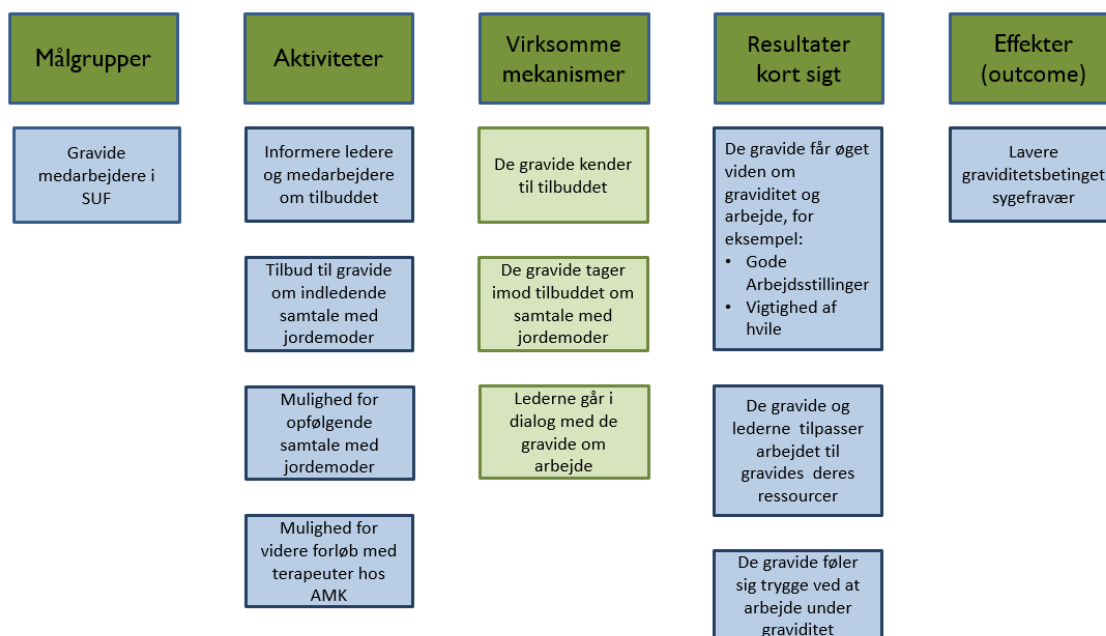 Målgrupper
Gravide
medarbejdere i
SUF
Aktiviteter
Informere ledere
og medarbejdere
om tilbuddet
Tilbud til gravide
om indledende
samtale med
jordemoder
Mulighed for
opfølgende
samtale med
jordemoder
Mulighed for
videre forløb med
terapeuter hos
AMK
Virksomme
mekanismer
De gravide kender
til tilbuddet
De gravide tager
imod tilbuddet om
samtale med
jordemoder
Lederne går i
dialog med de
gravide om
arbejde
Resultater
kort sigt
De gravide får øget
viden om
graviditet og
arbejde, for
eksempel:
• Gode
Arbejdsstillinger
• Vigtighed af
hvile
De gravide og
lederne tilpasser
arbejdet til
gravides deres
ressourcer
De gravide føler
sig trygge ved at
arbejde under
graviditet
Effekter
(outcome)
Lavere
graviditetsbetinget
sygefravær